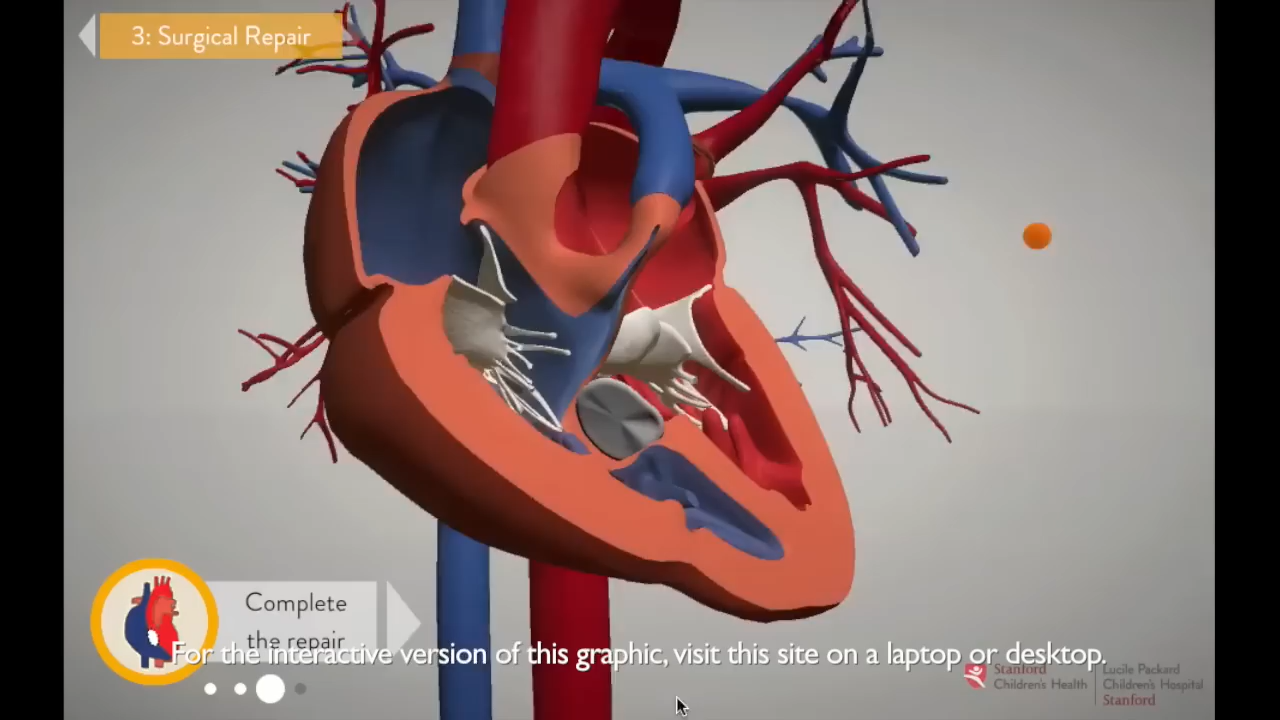 3: Surgical Repair
Complete
the repair
For the interactive version of this graphic, visit this site on a laptop or desktop.
Stanford
Children's Health
Lucile Packard
Children's Hospital
Stanford